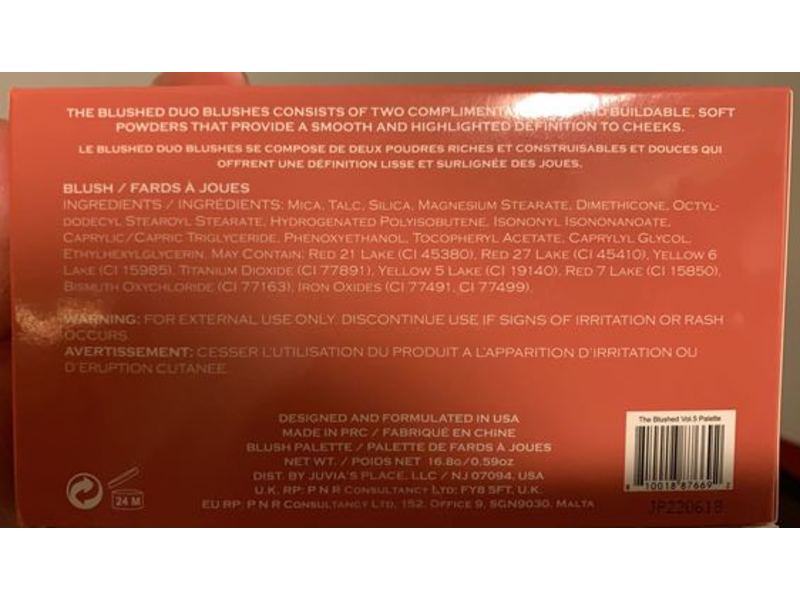 THE BLUSHED DUO BLUSHES CONSISTS OF TWO BUILDABLE, SOFT
POWDERS THAT PROVIDE A SMOOTH AND HIGHLIGHTED DEFINITION TO CHEEKS.
LE BLUSHED DUO BLUSHES SE COMPOSE DE DEUX POUDRES RICHES ET CONSTRUISABLES ET DOUCES QUI
OFFRENT UNE DÉFINITION LISSE ET SURLIGNÉE DES JOUES.
BLUSH / FARDS À JOUES
INGREDIENTS / INGRÉDIENTS: MICA, TALC, SILICA, MAGNESIUM STEARATE, DIMETHICONE, OCTYL-
DODECYL STEAROYL STEARATE, HYDROGENATED POLYISOBUTENE, ISONONYL ISONONANOATE,
CAPRYLIC/CAPRIC TRIGLYCERIDE, PHENOXYETHANOL, TOCOPHERYL ACETATE, CAPRYLYL GLYCOL,
ETHYLHEXYLGLYCERIN. MAY CONTAIN: RED 21 LAKE (CI 45380), RED 27 LAKE (CI 45410), YELLOW 6
LAKE (CI 15985), TITANIUM DIOXIDE (CI 77891), YELLOW 5 LAKE (CI 19140), RED 7 LAKE (CI 15850),
BISMUTH OXYCHLORIDE (CI 77163), IRON OXIDES (CI 77491, CI 77499).
WARNING: FOR EXTERNAL USE ONLY. DISCONTINUE USE IF SIGNS OF IRRITATION OR RASH
OCCURS.
AVERTISSEMENT: CESSER L'UTILISATION DU PRODUIT A L'APPARITION D'IRRITATION OU
D'ERUPTION CUTANEE
DESIGNED AND FORMULATED IN USA
MADE IN PRC / FABRIQUÉ EN CHINE
BLUSH PALETTE / PALETTE DE FARDS À JOUES
NET WT. / POIDS NET 16.8G/0.59OZ
DIST. BY JUVIA'S PLACE, LLC / NJ 07094, USA
U.K. RP: P N R CONSULTANCY LTD: FY8 5FT, U.K.
EU RP: P N R CONSULTANCY LTD, 152, OFFICE 9, SGN9030, MALTA
24 M
The Blushed Vol.5 Palette
8 10018 87669 2
JP220618